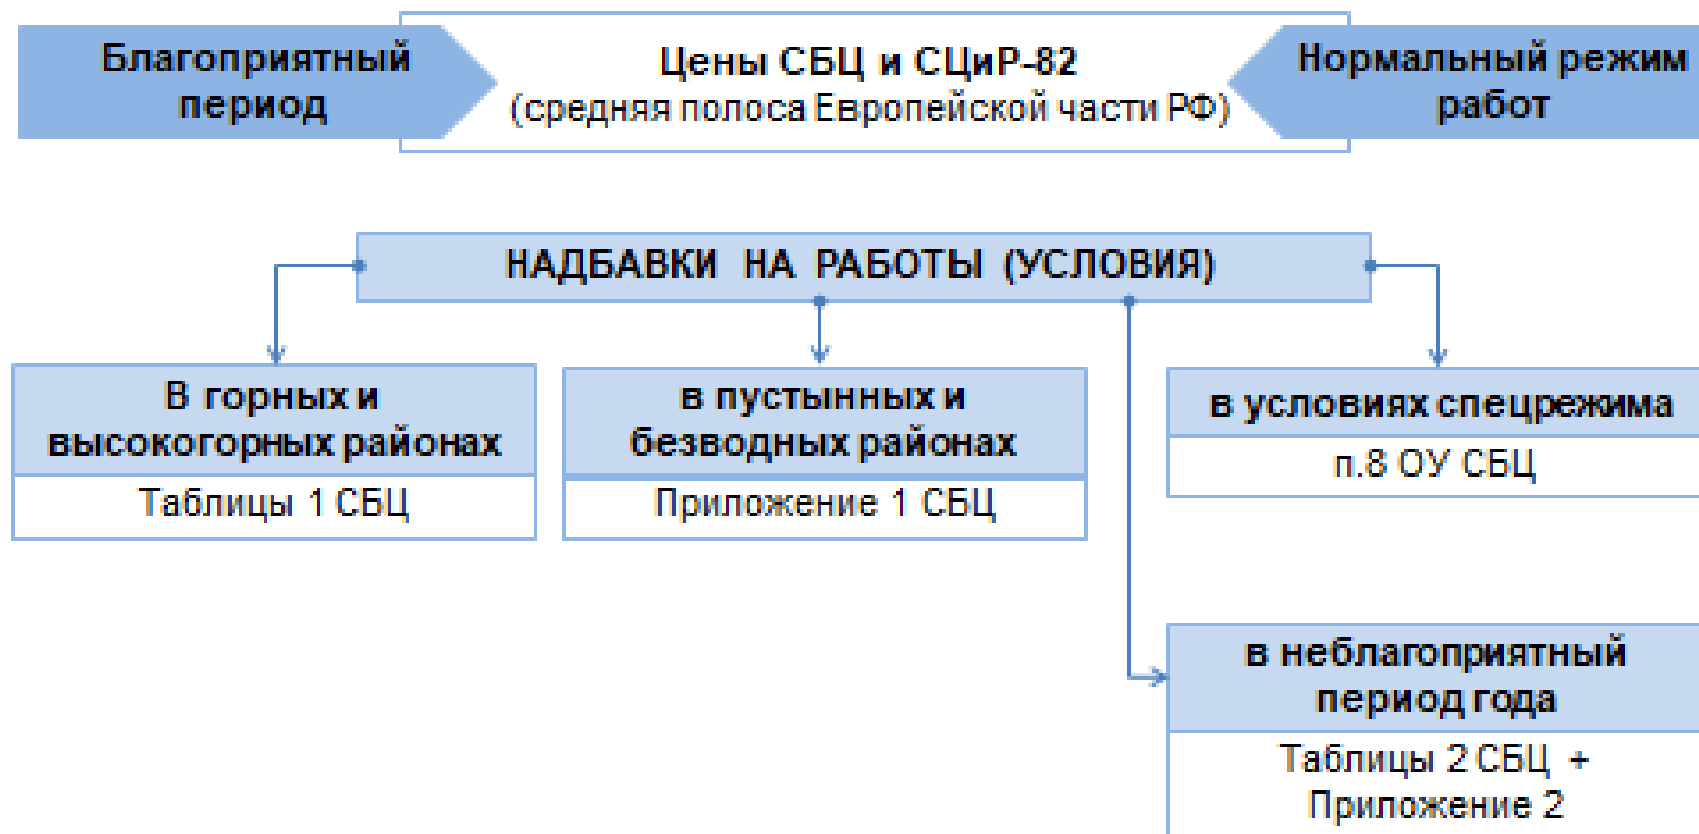 Благоприятный
период
Цены СБЦ и СЦиР-82
(средняя полоса Европейской части РФ)
Нормальный режим
работ
НАДБАВКИ НА РАБОТЫ (УСЛОВИЯ)
В горных и
высокогорных районах
Таблицы 1 СБЦ
в пустынных и
безводных районах
Приложение 1 СБЦ
в условиях спецрежима
п.8 ОУ СБЦ
в неблагоприятный
период года
Таблицы 2 СБЦ +
Приложение 2